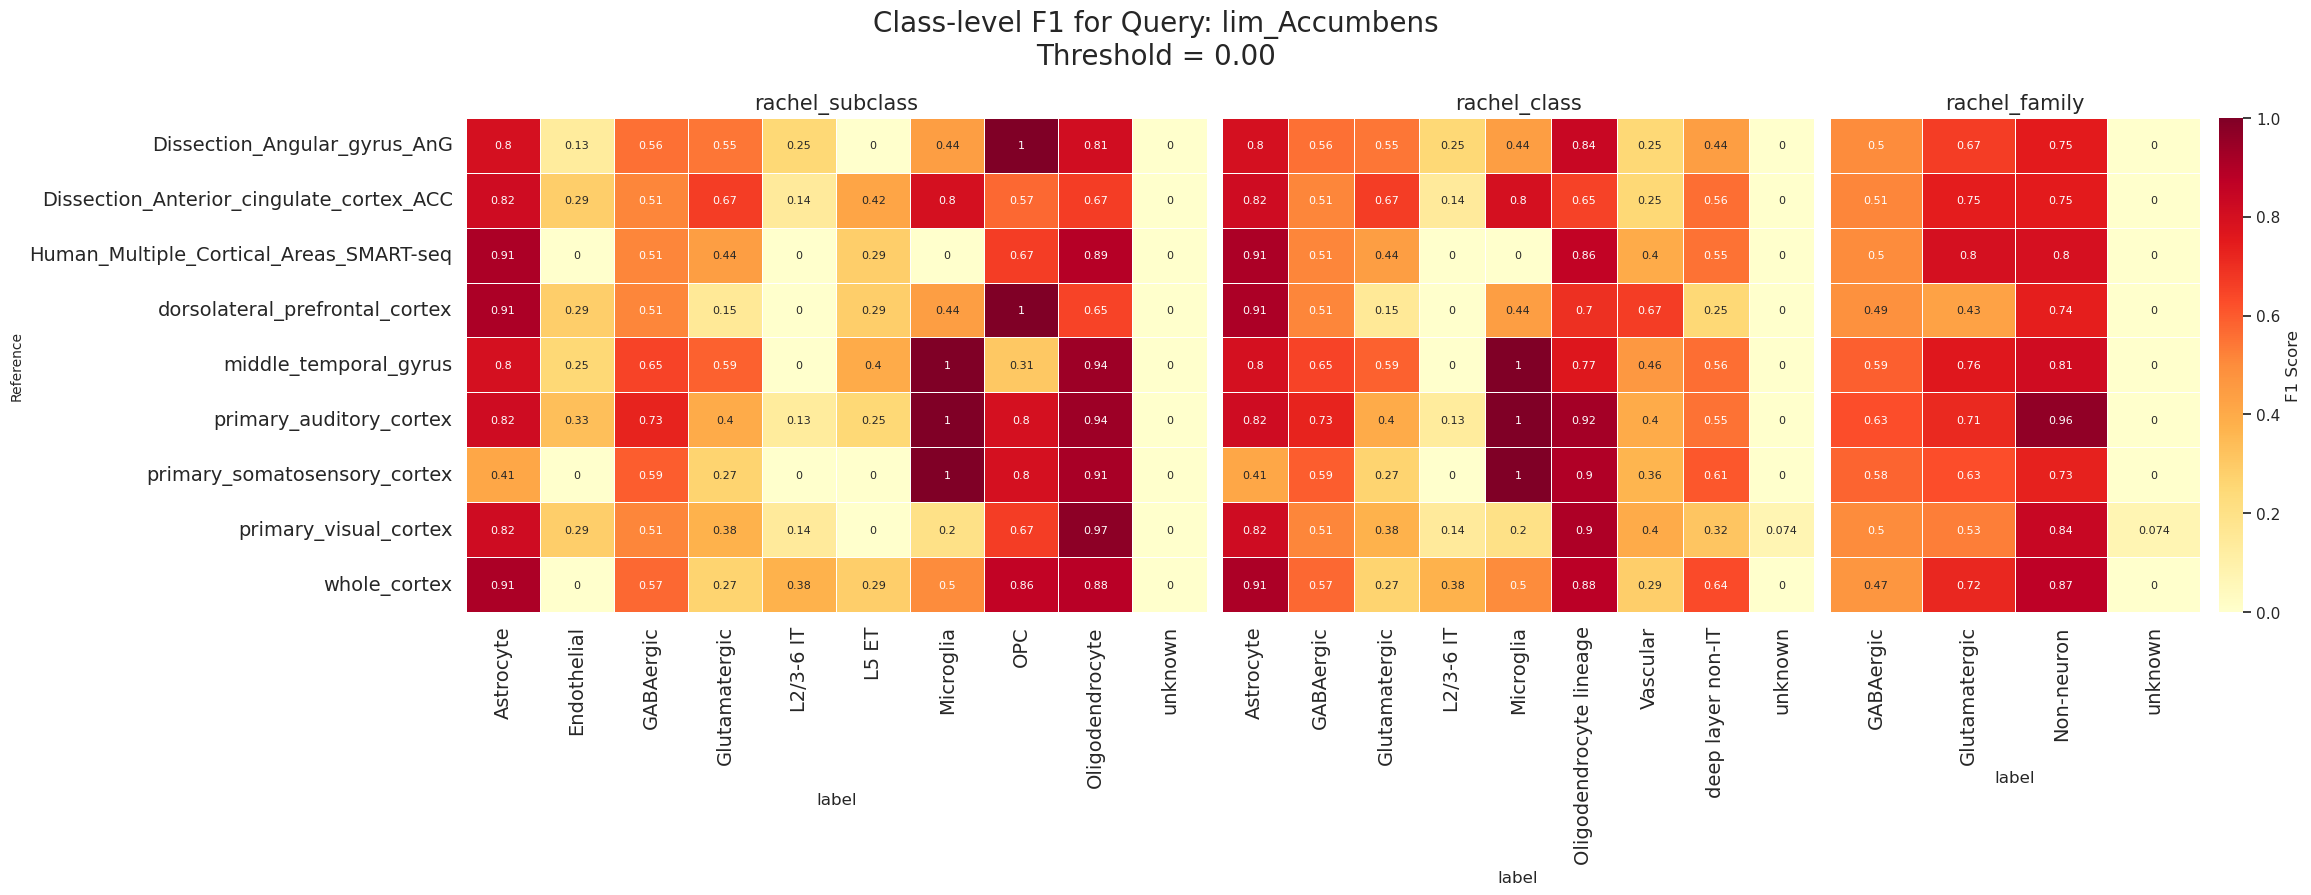 Class-level F1 for Query: lim_Accumbens
Threshold = 0.00
rachel_subclass
rachel_class
rachel_family
Reference
Dissection_Angular_gyrus_AnG 0.8 0.13 0.56 0.55 0.25 0 0.44 1 0.81 0 0.8 0.56 0.55 0.25 0.44 0.84 0.25 0.44 0 0.5 0.67 0.75 0
Dissection_Anterior_cingulate_cortex_ACC 0.82 0.29 0.51 0.67 0.14 0.42 0.8 0.57 0.67 0 0.82 0.51 0.67 0.14 0.8 0.65 0.25 0.56 0 0.51 0.75 0.75 0
Human_Multiple_Cortical_Areas_SMART-seq 0.91 0 0.51 0.44 0 0.29 0 0.67 0.89 0 0.91 0.51 0.44 0 0 0.86 0.4 0.55 0 0.5 0.8 0.8 0
dorsolateral_prefrontal_cortex 0.91 0.29 0.51 0.15 0 0.29 0.44 1 0.65 0 0.91 0.51 0.15 0 0.44 0.7 0.67 0.25 0 0.49 0.43 0.74 0
middle_temporal_gyrus 0.8 0.25 0.65 0.59 0 0.4 1 0.31 0.94 0 0.8 0.65 0.59 0 1 0.77 0.46 0.56 0 0.59 0.76 0.81 0
primary_auditory_cortex 0.82 0.33 0.73 0.4 0.13 0.25 1 0.8 0.94 0 0.82 0.73 0.4 0.13 1 0.92 0.4 0.55 0 0.63 0.71 0.96 0
primary_somatosensory_cortex 0.41 0 0.59 0.27 0 0 1 0.8 0.91 0 0.41 0.59 0.27 0 1 0.9 0.36 0.61 0 0.58 0.63 0.73 0
primary_visual_cortex 0.82 0.29 0.51 0.38 0.14 0 0.2 0.67 0.97 0 0.82 0.51 0.38 0.14 0.2 0.9 0.4 0.32 0.074 0.5 0.53 0.84 0.074
whole_cortex 0.91 0 0.57 0.27 0.38 0.29 0.5 0.86 0.88 0 0.91 0.57 0.27 0.38 0.5 0.88 0.29 0.64 0 0.47 0.72 0.87 0
Astrocyte
Endothelial
GABAergic
Glutamatergic
L2/3-6 IT
L5 ET
Microglia
OPC
Oligodendrocyte
unknown
label
Astrocyte
GABAergic
Glutamatergic
L2/3-6 IT
Microglia
Oligodendrocyte lineage
Vascular
deep layer non-IT
unknown
label
GABAergic
Glutamatergic
Non-neuron
unknown
label
1.0
0.8
0.6
0.4
0.2
0.0
F1 Score